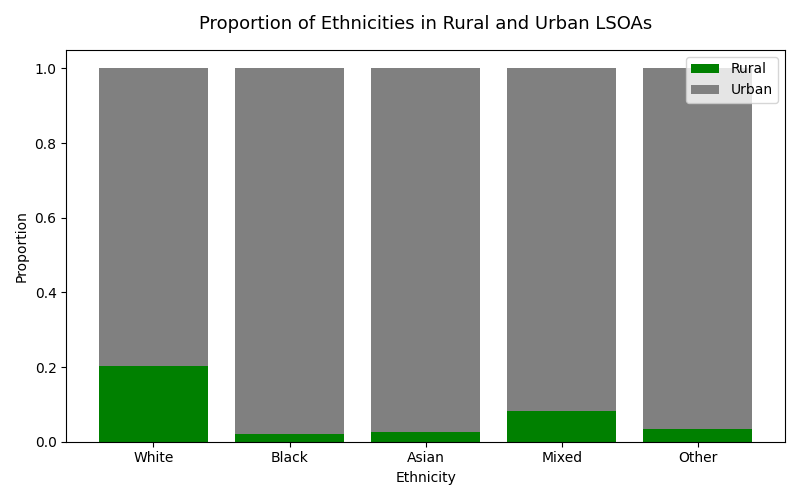 Proportion of Ethnicities in Rural and Urban LSOAs
Rural
Urban
1.0
0.8
0.6
0.4
0.2
0.0
Proportion
White
Black
Asian
Mixed
Other
Ethnicity